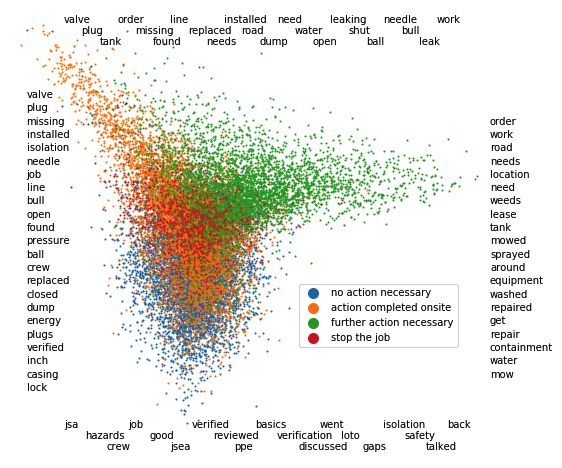 valve order line installed need leaking needle work
plug missing replaced road water shut bull
tank found needs dump open ball leak
valve
plug
missing order
installed work
isolation road
needle needs
job location
line need
bull weeds
open lease
found tank
pressure mowed
ball sprayed
crew around
replaced equipment
closed washed
dump repaired
energy get
plugs repair
verified containment
inch water
casing mow
lock
no action necessary
action completed onsite
further action necessary
stop the job
jsa job verified basics went isolation back
hazards good reviewed verification loto safety
crew jsea ppe discussed gaps talked